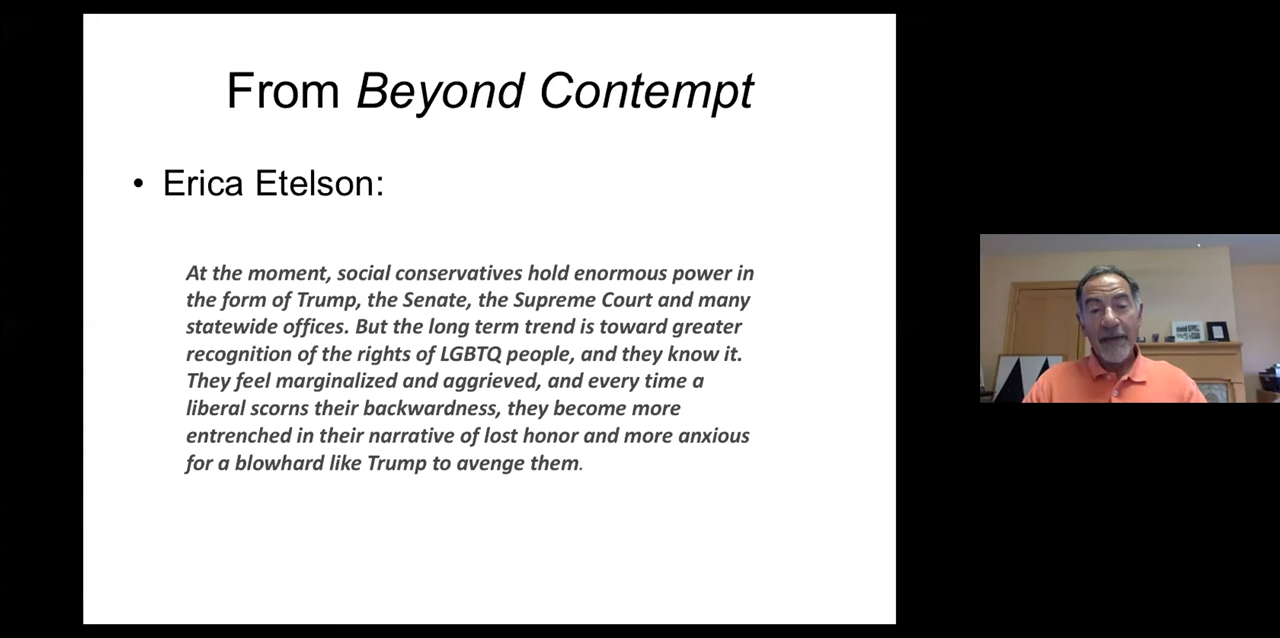 From Beyond Contempt
• Erica Etelson:
At the moment, social conservatives hold enormous power in
the form of Trump, the Senate, the Supreme Court and many
statewide offices. But the long term trend is toward greater
recognition of the rights of LGBTQ people, and they know it.
They feel marginalized and aggrieved, and every time a
liberal scorns their backwardness, they become more
entrenched in their narrative of lost honor and more anxious
for a blowhard like Trump to avenge them.